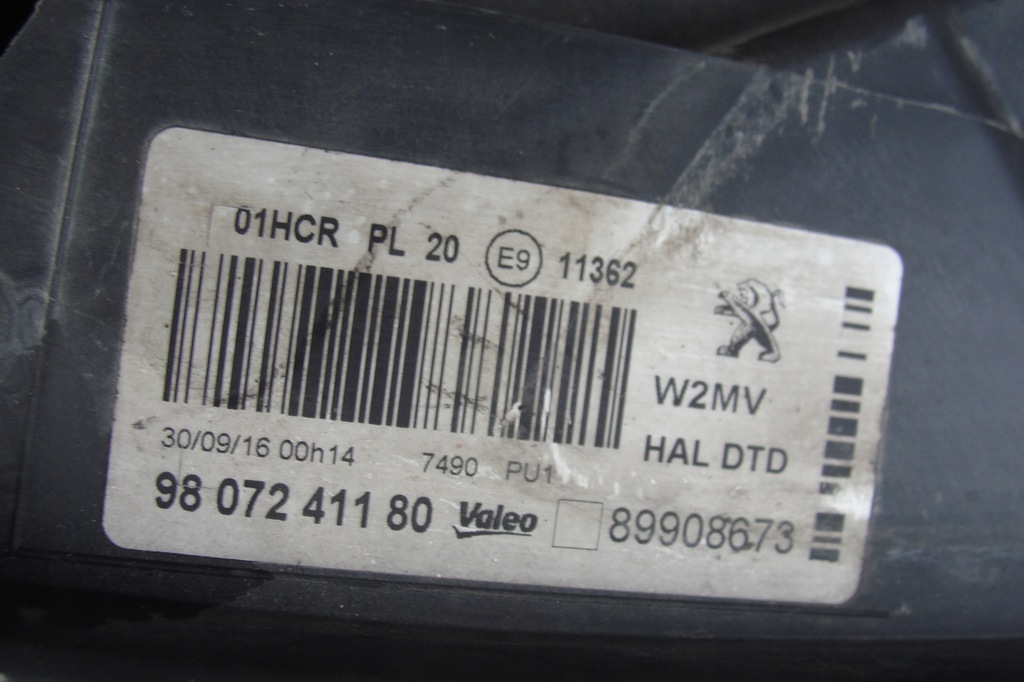 01HCR PL 20 E9 11362
W2MV
HAL DTD
30/09/16 00h14 7490 PU1
98 072 411 80 Valeo 89908673